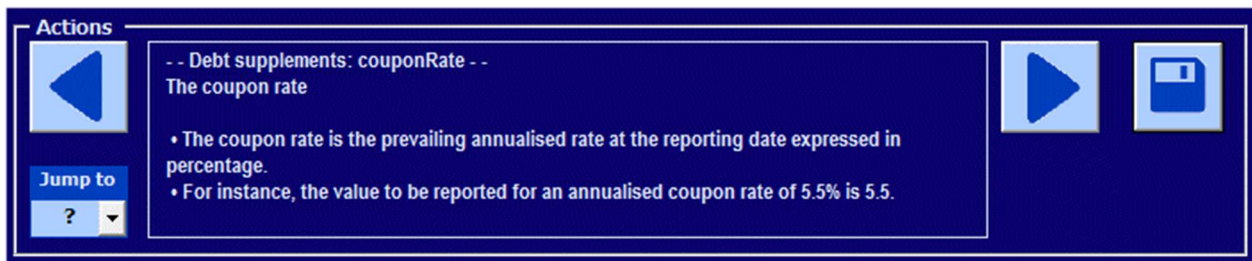 Actions
- - Debt supplements: couponRate - -
The coupon rate
• The coupon rate is the prevailing annualised rate at the reporting date expressed in
percentage.
• For instance, the value to be reported for an annualised coupon rate of 5.5% is 5.5.
Jump to
?